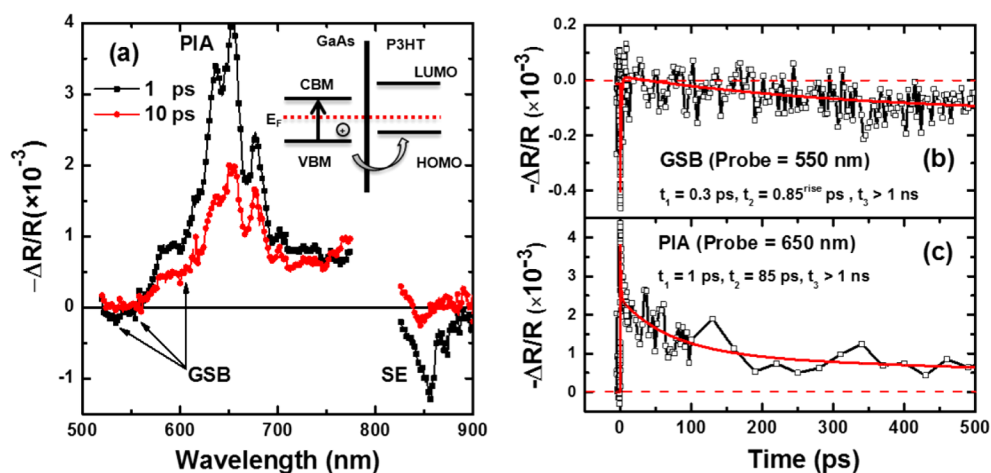 (a)
PIA
1 ps
10 ps
GaAs P3HT
CBM LUMO
E_F
+
VBM HOMO
GSB
SE
−ΔR/R(×10⁻³)
4
3
2
1
0
-1
500 600 700 800 900
Wavelength (nm)
-ΔR/R (×10⁻³)
0.2
0.0
-0.2
-0.4
(b)
GSB (Probe = 550 nm)
t₁ = 0.3 ps, t₂ = 0.85ʳⁱˢᵉ ps , t₃ > 1 ns
-ΔR/R (×10⁻³)
4
3
2
1
0
(c)
PIA (Probe = 650 nm)
t₁ = 1 ps, t₂ = 85 ps, t₃ > 1 ns
0 100 200 300 400 500
Time (ps)